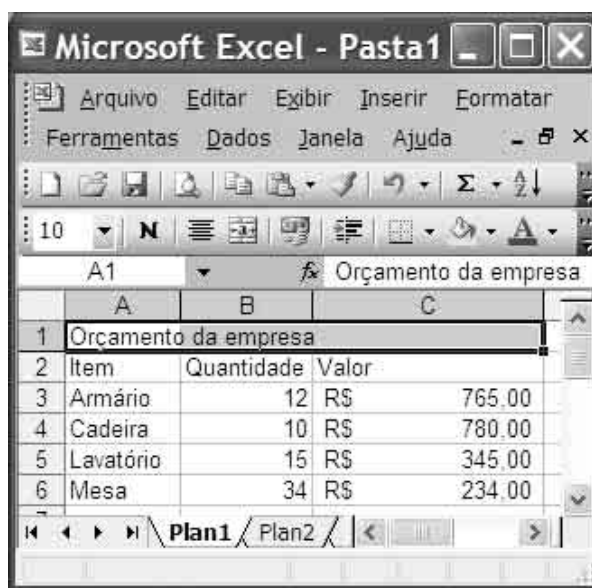 Microsoft Excel - Pasta1
Arquivo Editar Exibir Inserir Formatar
Ferramentas Dados Janela Ajuda
10 N
A1 fx Orçamento da empresa
A B C
1 Orçamento da empresa
2 Item Quantidade Valor
3 Armário 12 R$ 765,00
4 Cadeira 10 R$ 780,00
5 Lavatório 15 R$ 345,00
6 Mesa 34 R$ 234,00
Plan1 Plan2